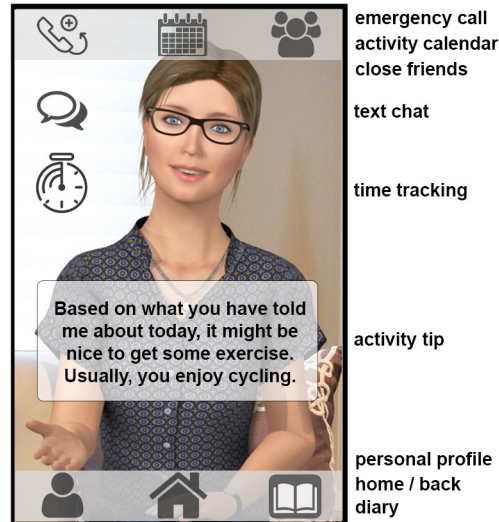 emergency call
activity calendar
close friends
text chat
time tracking
Based on what you have told
me about today, it might be
nice to get some exercise.
Usually, you enjoy cycling.
activity tip
personal profile
home / back
diary